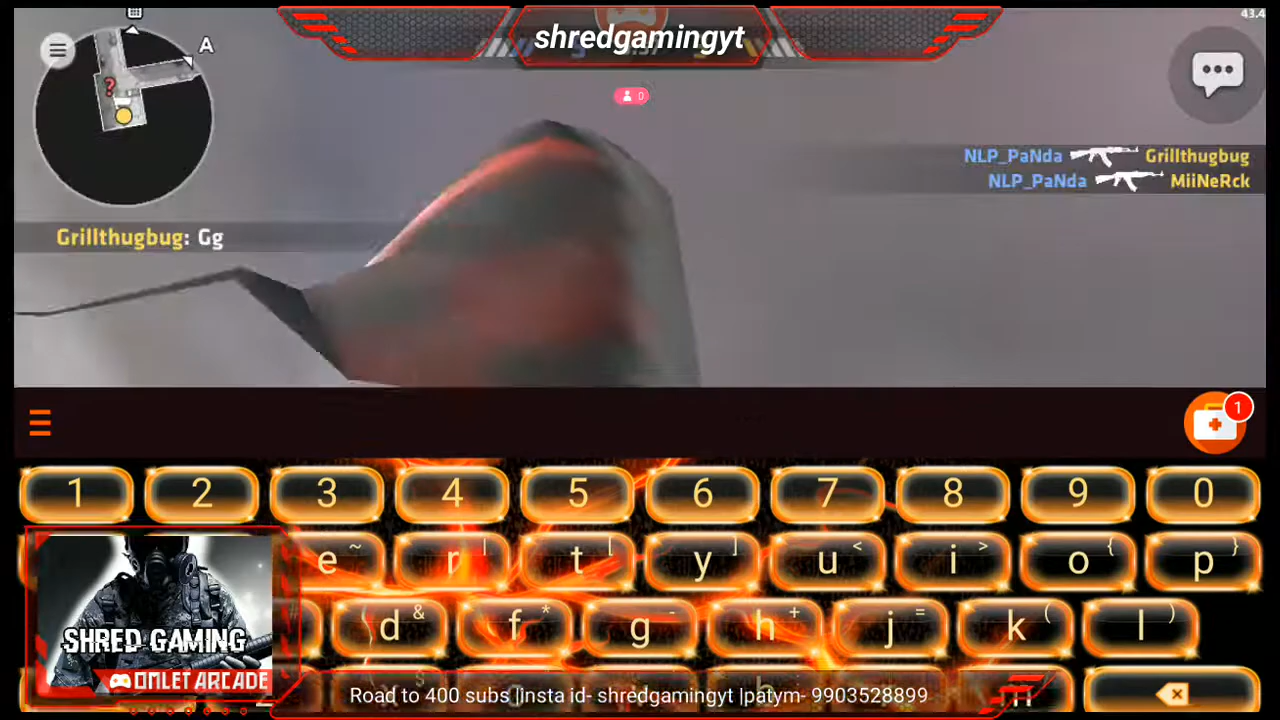 shredgamingyt
43.4
A
?
0
NLP_PaNda Grillthugbug
NLP_PaNda MiiNeRck
Grillthugbug: Gg
1
1 2 3 4 5 6 7 8 9 0
e ~ r | t [ y ] u < i > o { p }
d & f * g - h + j = k ( l )
SHRED GAMING
OMLET ARCADE
Road to 400 subs |insta id- shredgamingyt |patym- 9903528899
m